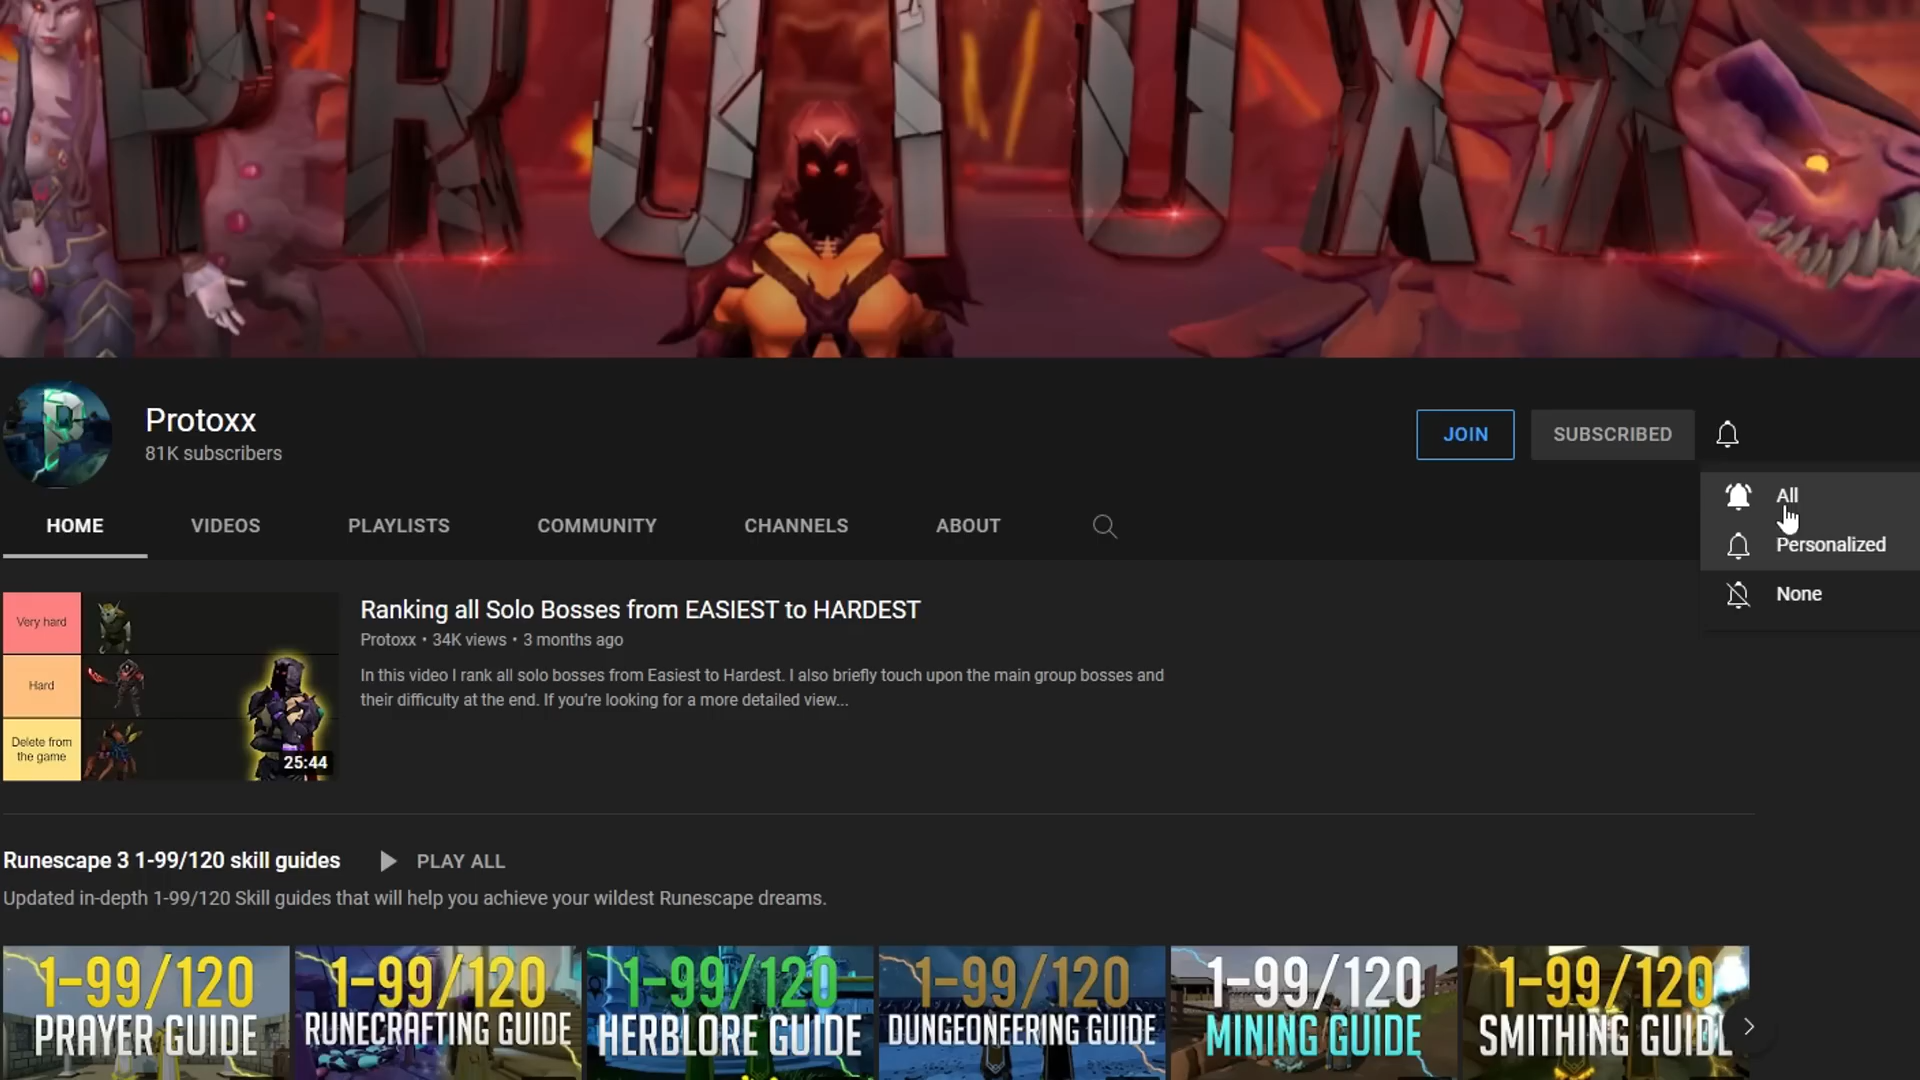 PROTOXX
Protoxx
81K subscribers
JOIN
SUBSCRIBED
All
Personalized
None
HOME
VIDEOS
PLAYLISTS
COMMUNITY
CHANNELS
ABOUT
Very hard
Hard
Delete from
the game
25:44
Ranking all Solo Bosses from EASIEST to HARDEST
Protoxx • 34K views • 3 months ago
In this video I rank all solo bosses from Easiest to Hardest. I also briefly touch upon the main group bosses and
their difficulty at the end. If you're looking for a more detailed view...
Runescape 3 1-99/120 skill guides
PLAY ALL
Updated in-depth 1-99/120 Skill guides that will help you achieve your wildest Runescape dreams.
1-99/120
PRAYER GUIDE
1-99/120
RUNECRAFTING GUIDE
1-99/120
HERBLORE GUIDE
1-99/120
DUNGEONEERING GUIDE
1-99/120
MINING GUIDE
1-99/120
SMITHING GUIDE